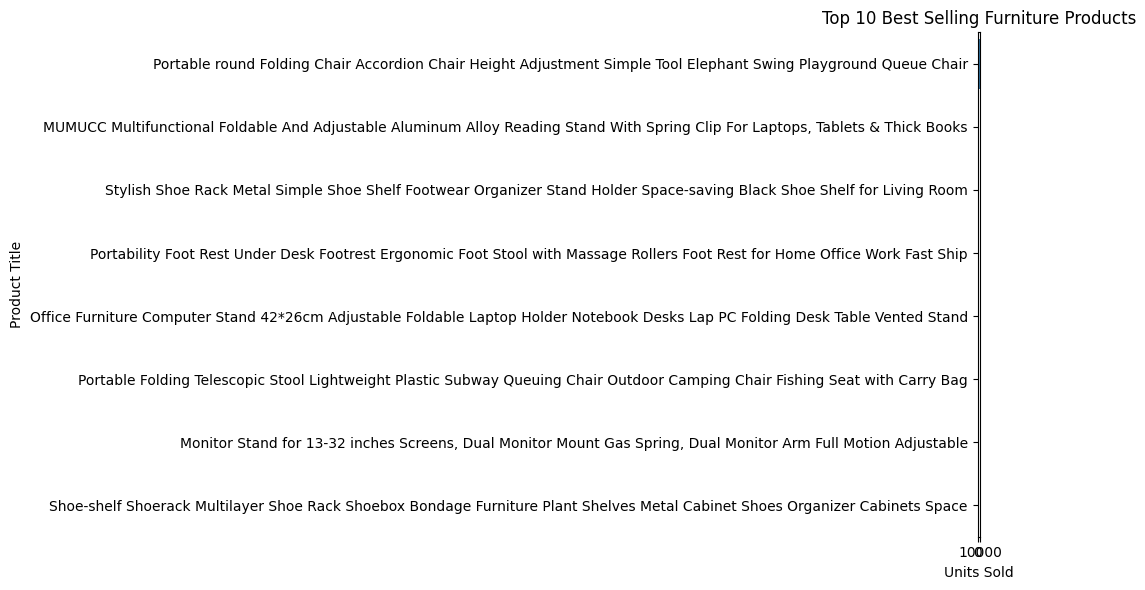 Top 10 Best Selling Furniture Products
Portable round Folding Chair Accordion Chair Height Adjustment Simple Tool Elephant Swing Playground Queue Chair
MUMUCC Multifunctional Foldable And Adjustable Aluminum Alloy Reading Stand With Spring Clip For Laptops, Tablets & Thick Books
Stylish Shoe Rack Metal Simple Shoe Shelf Footwear Organizer Stand Holder Space-saving Black Shoe Shelf for Living Room
Portability Foot Rest Under Desk Footrest Ergonomic Foot Stool with Massage Rollers Foot Rest for Home Office Work Fast Ship
Product Title
Office Furniture Computer Stand 42*26cm Adjustable Foldable Laptop Holder Notebook Desks Lap PC Folding Desk Table Vented Stand
Portable Folding Telescopic Stool Lightweight Plastic Subway Queuing Chair Outdoor Camping Chair Fishing Seat with Carry Bag
Monitor Stand for 13-32 inches Screens, Dual Monitor Mount Gas Spring, Dual Monitor Arm Full Motion Adjustable
Shoe-shelf Shoerack Multilayer Shoe Rack Shoebox Bondage Furniture Plant Shelves Metal Cabinet Shoes Organizer Cabinets Space
Units Sold